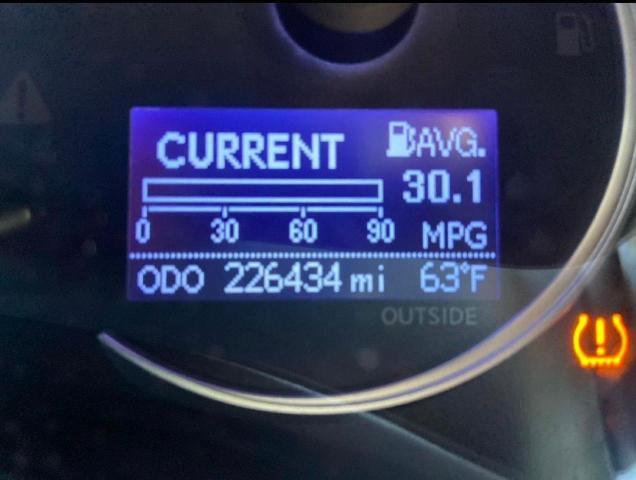 CURRENT AVG.
30.1
0 30 60 90 MPG
ODO 226434 mi 63°F
OUTSIDE